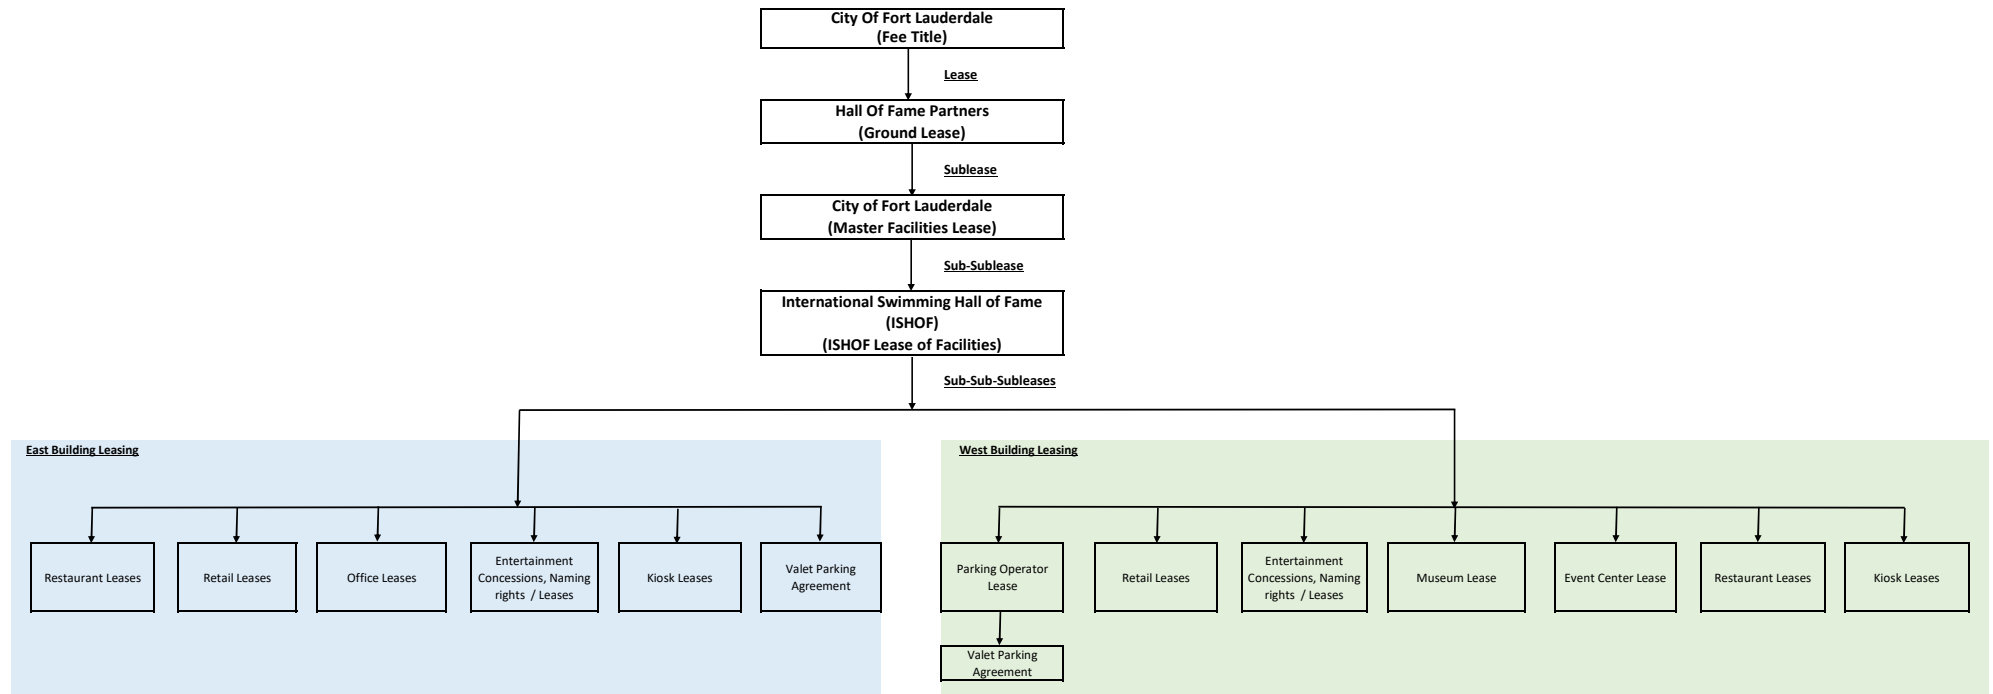 City Of Fort Lauderdale
(Fee Title)
Lease
Hall Of Fame Partners
(Ground Lease)
Sublease
City of Fort Lauderdale
(Master Facilities Lease)
Sub-Sublease
International Swimming Hall of Fame
(ISHOF)
(ISHOF Lease of Facilities)
Sub-Sub-Subleases
East Building Leasing
Restaurant Leases
Retail Leases
Office Leases
Entertainment
Concessions, Naming
rights / Leases
Kiosk Leases
Valet Parking
Agreement
West Building Leasing
Parking Operator
Lease
Retail Leases
Entertainment
Concessions, Naming
rights / Leases
Museum Lease
Event Center Lease
Restaurant Leases
Kiosk Leases
Valet Parking
Agreement